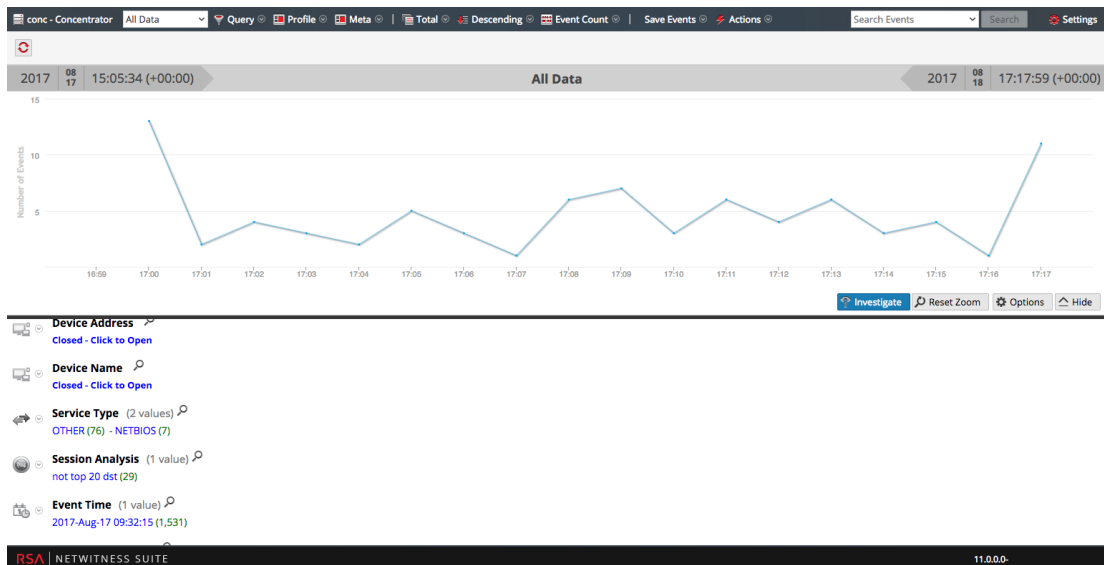 conc - Concentrator All Data Query Profile Meta | Total Descending Event Count | Save Events Actions Search Events Search Settings
2017 08 17 15:05:34 (+00:00) All Data 2017 08 18 17:17:59 (+00:00)
15
10
5
Number of Events
16:59 17:00 17:01 17:02 17:03 17:04 17:05 17:06 17:07 17:08 17:09 17:10 17:11 17:12 17:13 17:14 17:15 17:16 17:17
Investigate Reset Zoom Options Hide
Device Address
Closed - Click to Open
Device Name
Closed - Click to Open
Service Type (2 values)
OTHER (76) - NETBIOS (7)
Session Analysis (1 value)
not top 20 dst (29)
Event Time (1 value)
2017-Aug-17 09:32:15 (1,531)
RSA | NETWITNESS SUITE 11.0.0.0-